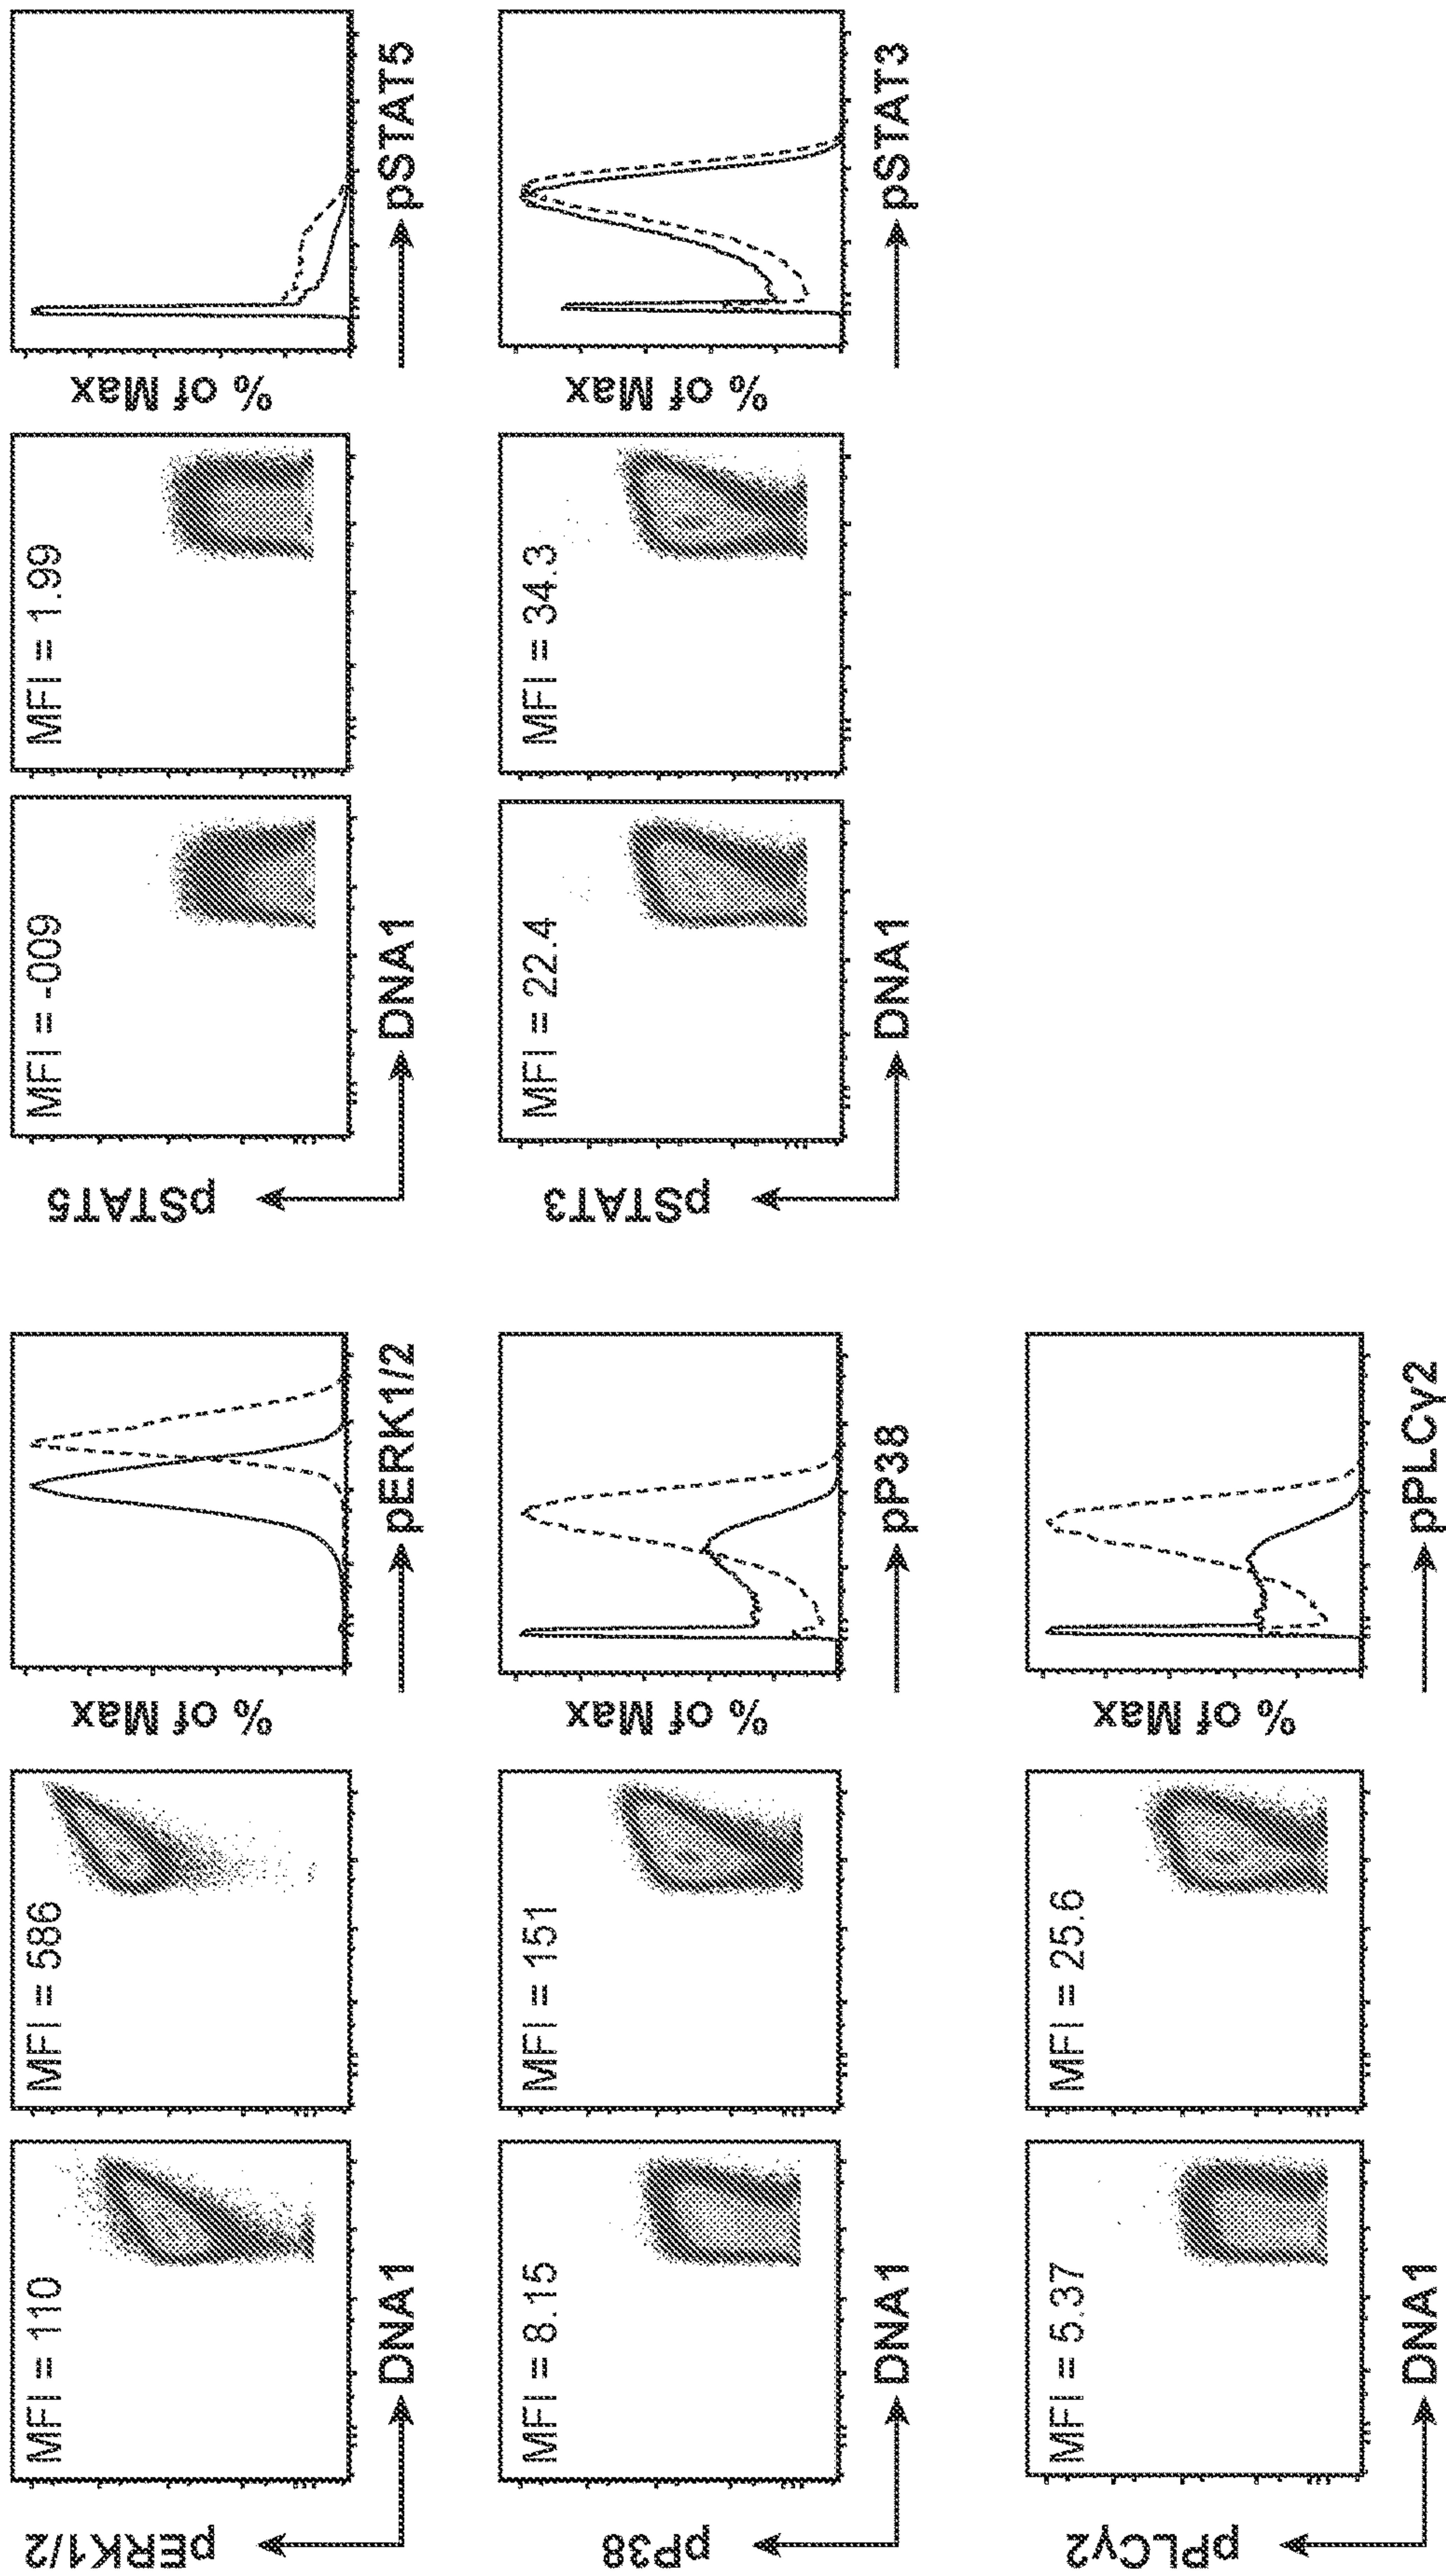 MFI = 110
MFI = 586
pERK1/2
DNA1
% of Max
pERK1/2
MFI = -009
MFI = 1.99
pSTAT5
DNA1
% of Max
pSTAT5
MFI = 8.15
MFI = 151
pP38
DNA1
% of Max
pP38
MFI = 22.4
MFI = 34.3
pSTAT3
DNA1
% of Max
pSTAT3
MFI = 5.37
MFI = 25.6
pPLCγ2
DNA1
% of Max
pPLCγ2